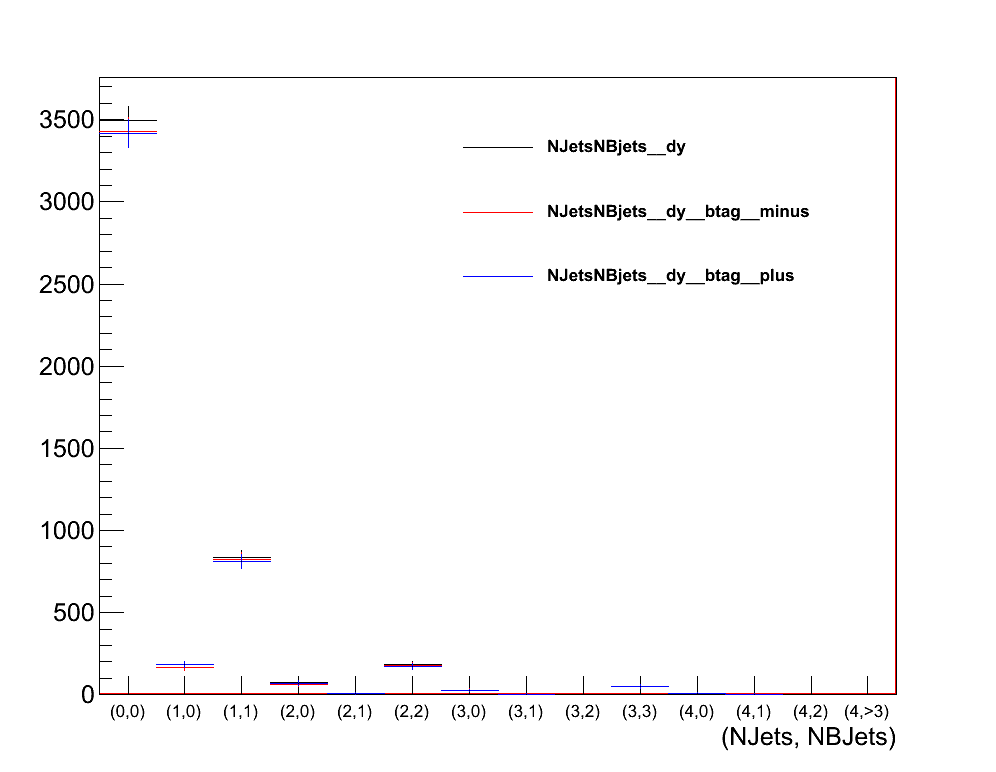 3500
3000
2500
2000
1500
1000
500
0
NJetsNBjets__dy
NJetsNBjets__dy__btag__minus
NJetsNBjets__dy__btag__plus
(0,0) (1,0) (1,1) (2,0) (2,1) (2,2) (3,0) (3,1) (3,2) (3,3) (4,0) (4,1) (4,2) (4,>3)
(NJets, NBJets)